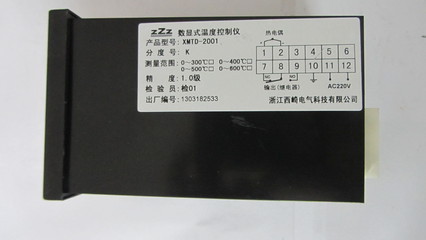 zZz 数显式温度控制仪
产品型号: XMTD-2001
分 度 号: K
测量范围: 0~300℃□ 0~400℃□
0~500℃□ 0~800℃□
精 度: 1.0级
检 验 员: 检01
出厂编号: 1303182533
热电偶
1 2 3 4 5 6
7 8 9 10 11 12
NC NO
输出(继电器) AC220V
浙江西崎电气科技有限公司